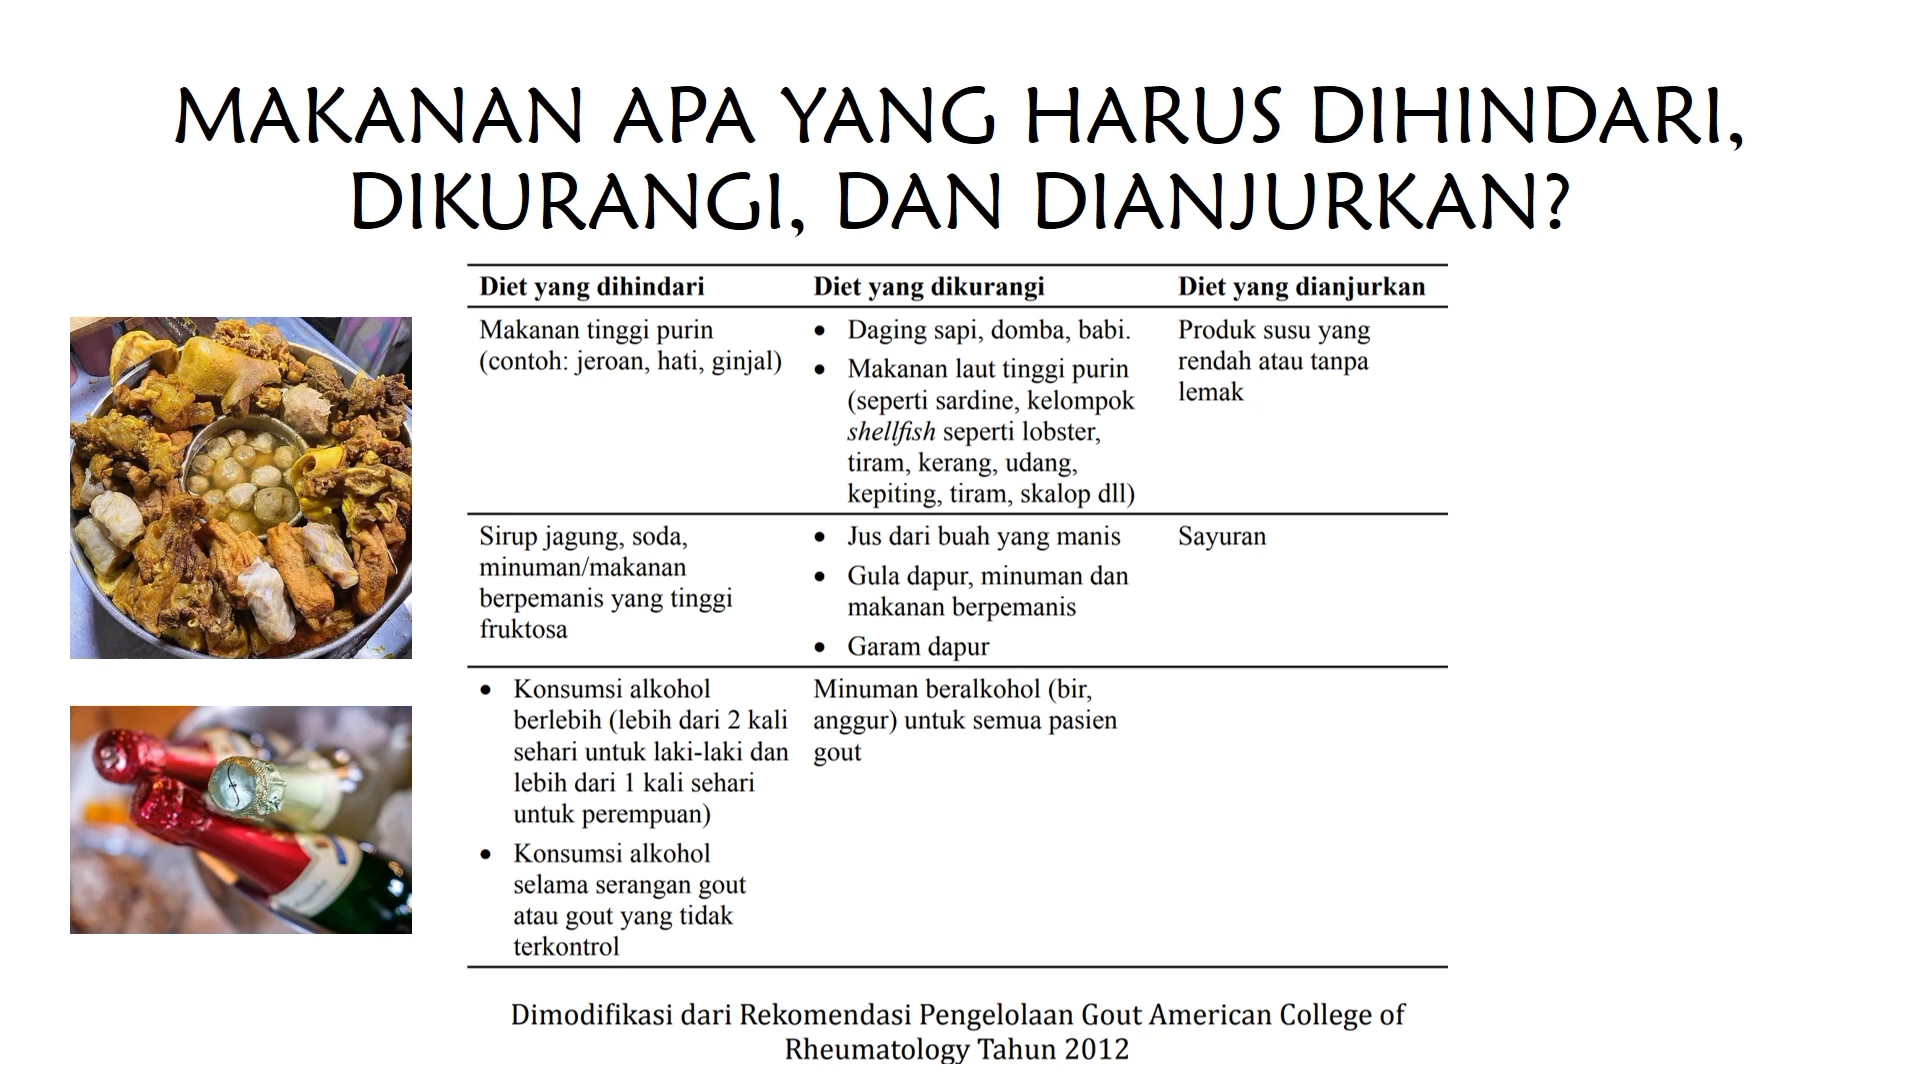 MAKANAN APA YANG HARUS DIHINDARI,
DIKURANGI, DAN DIANJURKAN?
Diet yang dihindari
Diet yang dikurangi
Diet yang dianjurkan
Makanan tinggi purin
(contoh: jeroan, hati, ginjal)
• Daging sapi, domba, babi.
• Makanan laut tinggi purin
(seperti sardine, kelompok
shellfish seperti lobster,
tiram, kerang, udang,
kepiting, tiram, skalop dll)
Produk susu yang
rendah atau tanpa
lemak
Sirup jagung, soda,
minuman/makanan
berpemanis yang tinggi
fruktosa
• Jus dari buah yang manis
• Gula dapur, minuman dan
makanan berpemanis
• Garam dapur
Sayuran
• Konsumsi alkohol
berlebih (lebih dari 2 kali
sehari untuk laki-laki dan
lebih dari 1 kali sehari
untuk perempuan)
• Konsumsi alkohol
selama serangan gout
atau gout yang tidak
terkontrol
Minuman beralkohol (bir,
anggur) untuk semua pasien
gout
Dimodifikasi dari Rekomendasi Pengelolaan Gout American College of
Rheumatology Tahun 2012